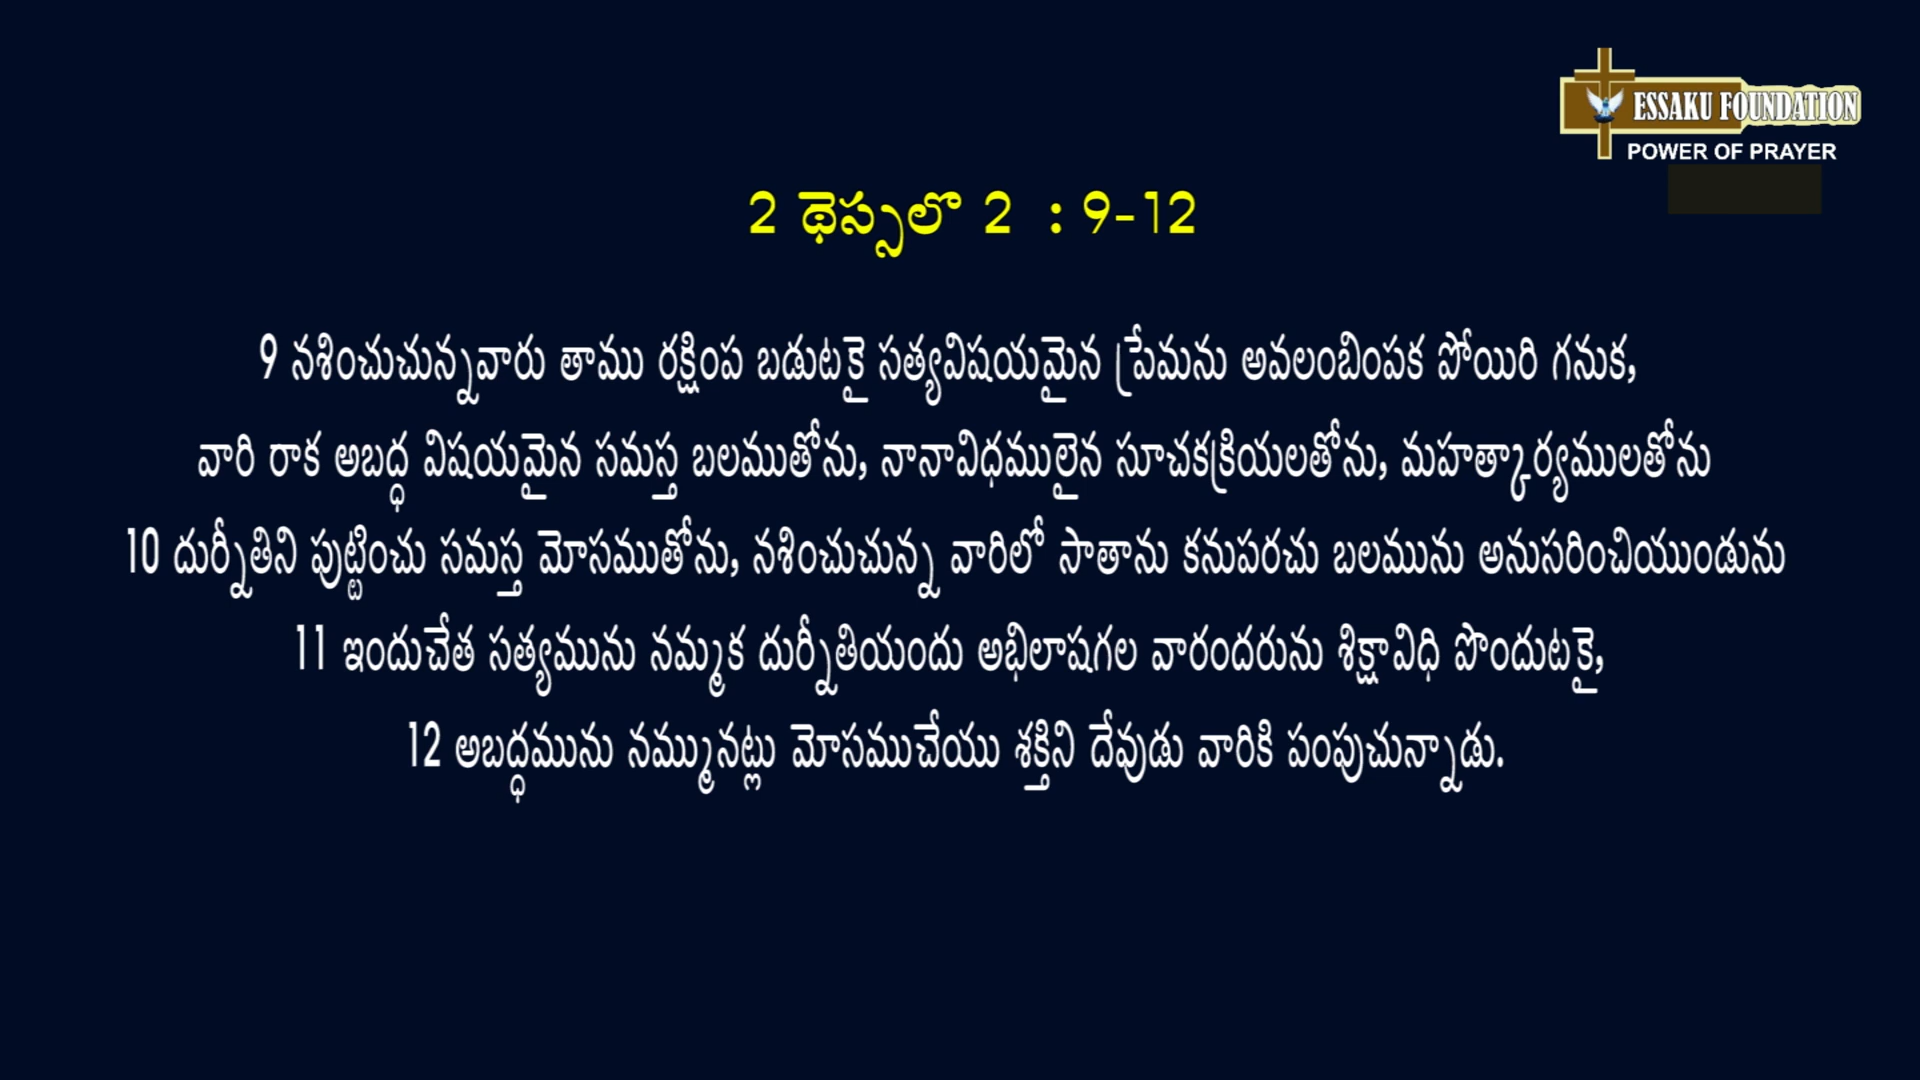 ESSAKU FOUNDATION
POWER OF PRAYER
2 థెస్సలొ 2 : 9-12
9 నశించుచున్నవారు తాము రక్షింప బడుటకై సత్యవిషయమైన ప్రేమను అవలంబింపక పోయిరి గనుక,
వారి రాక అబద్ధ విషయమైన సమస్త బలముతోను, నానావిధములైన సూచకక్రియలతోను, మహత్కార్యములతోను
10 దుర్నీతిని పుట్టించు సమస్త మోసముతోను, నశించుచున్న వారిలో సాతాను కనుపరచు బలమును అనుసరించియుండును
11 ఇందుచేత సత్యమును నమ్మక దుర్నీతియందు అభిలాషగల వారందరును శిక్షావిధి పొందుటకై,
12 అబద్ధమును నమ్మునట్లు మోసముచేయు శక్తిని దేవుడు వారికి పంపుచున్నాడు.